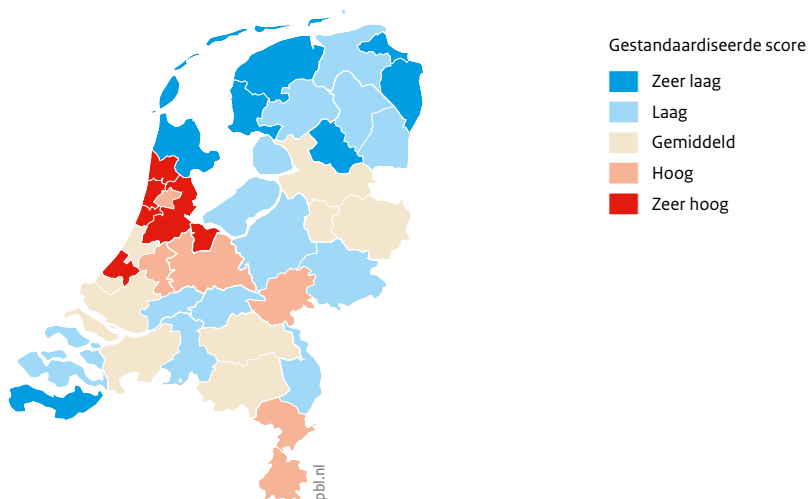 Gestandaardiseerde score
Zeer laag
Laag
Gemiddeld
Hoog
Zeer hoog
pbl.nl